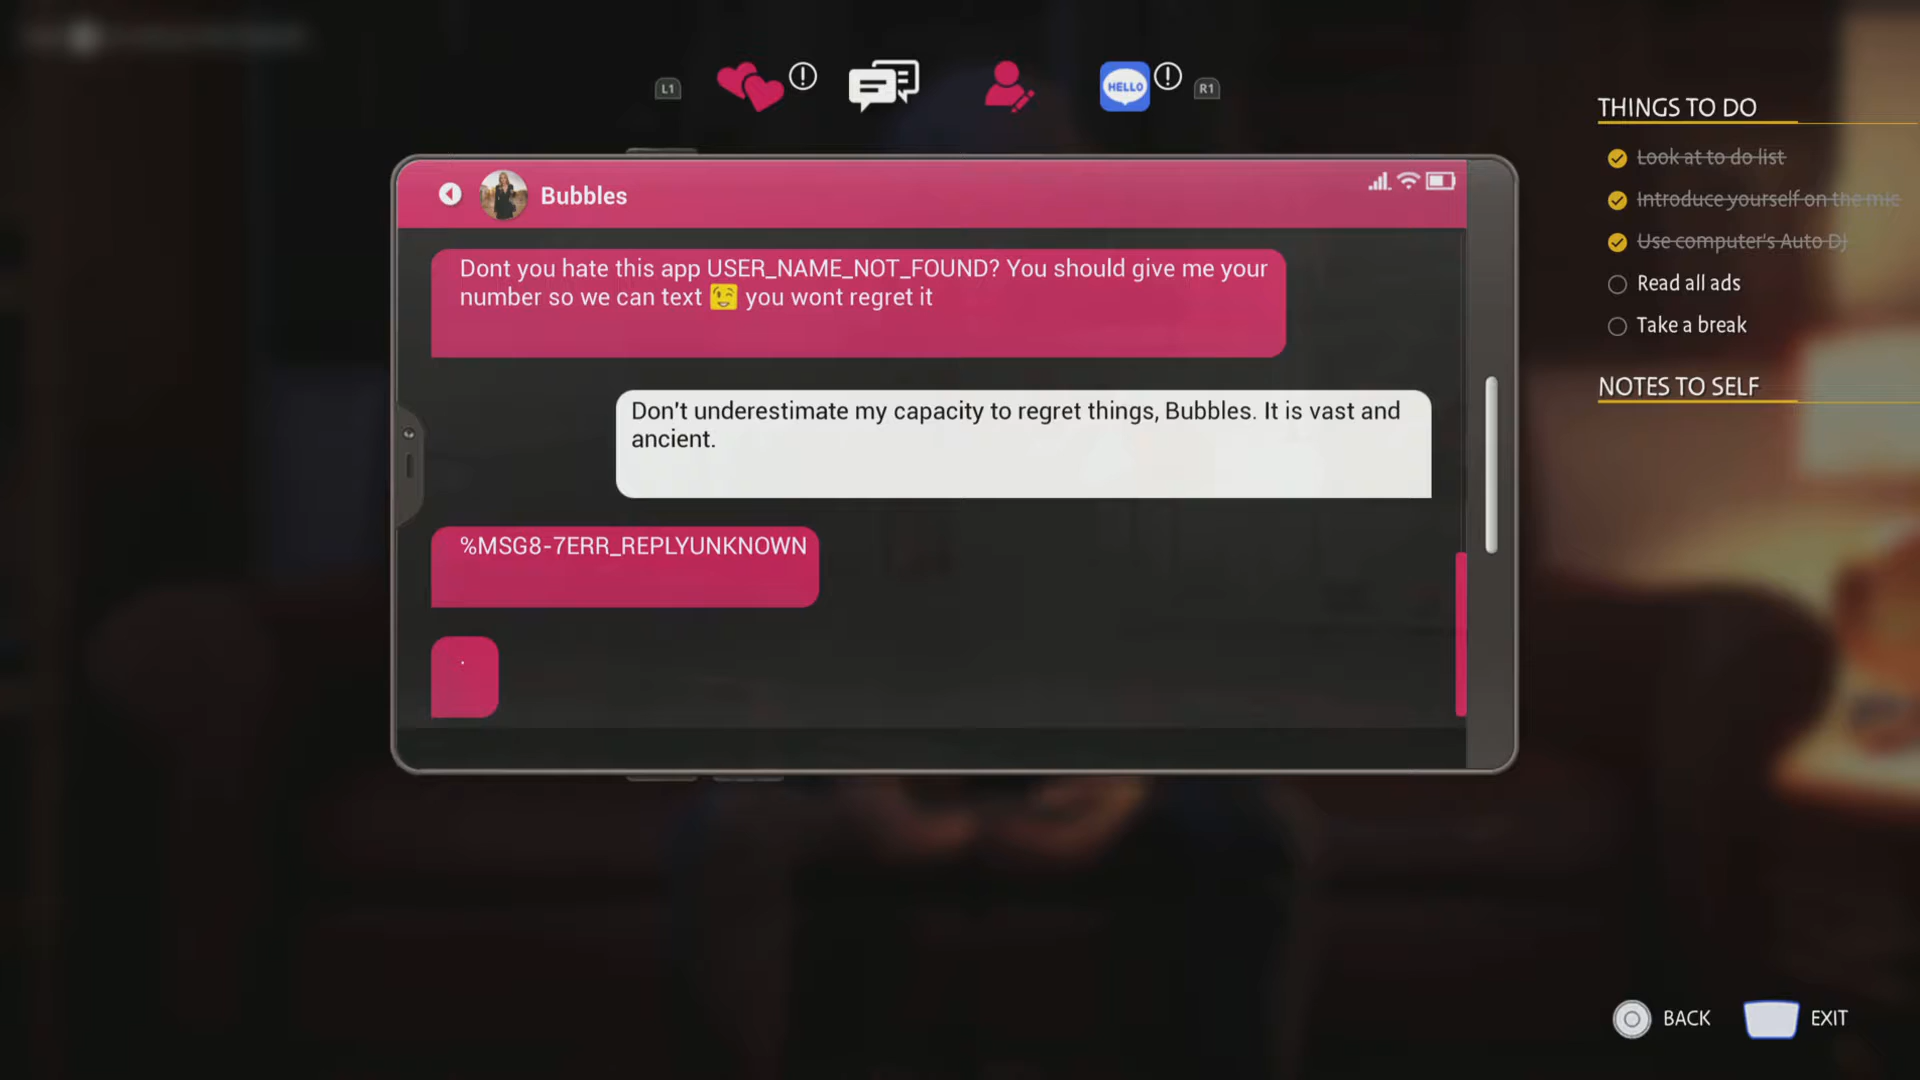 L1
HELLO
R1
THINGS TO DO
Look at to do list
Introduce yourself on the mic
Use computer's Auto DJ
Read all ads
Take a break
NOTES TO SELF
Bubbles
Dont you hate this app USER_NAME_NOT_FOUND? You should give me your
number so we can text 😉 you wont regret it
Don't underestimate my capacity to regret things, Bubbles. It is vast and
ancient.
%MSG8-7ERR_REPLYUNKNOWN
.
BACK
EXIT